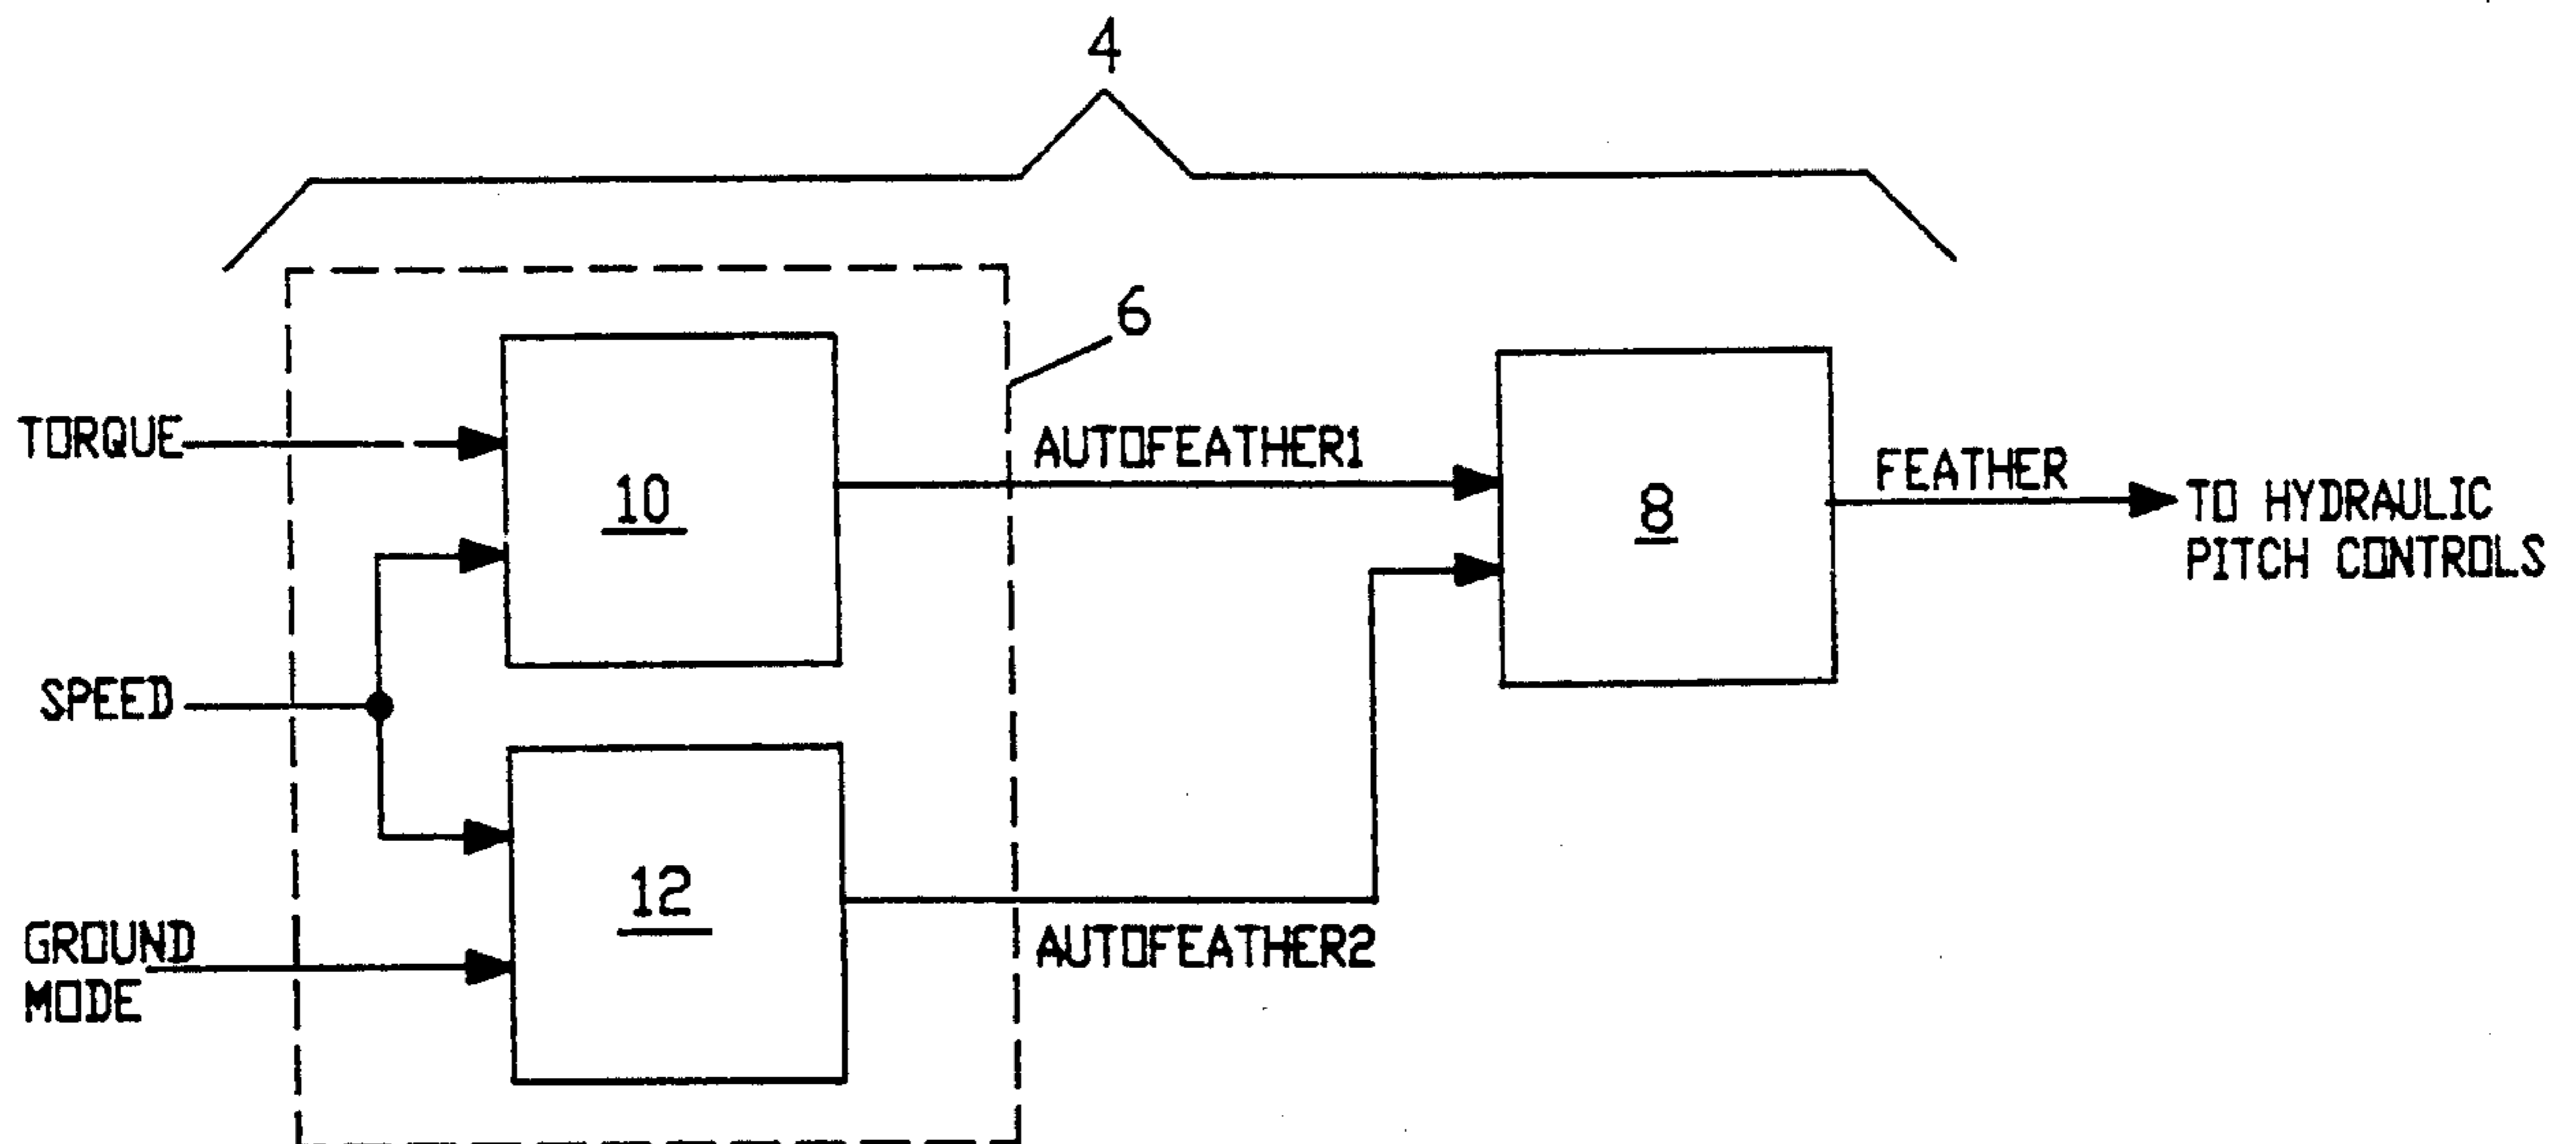 4
6
TORQUE
10
AUTOFEATHER1
8
FEATHER
TO HYDRAULIC
PITCH CONTROLS
SPEED
12
GROUND
MODE
AUTOFEATHER2